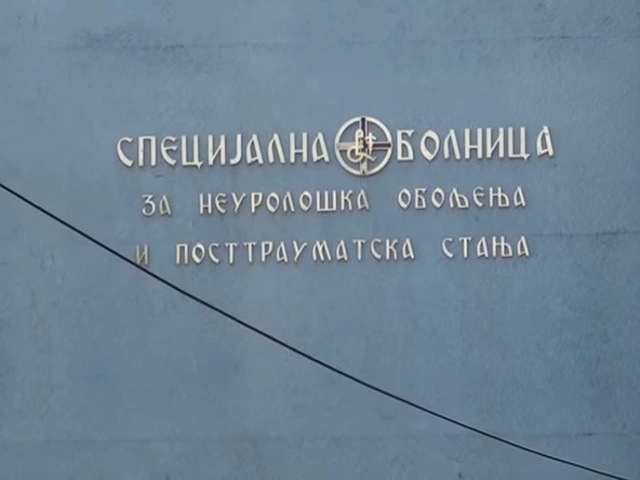 СПЕЦИЈАЛНА БОЛНИЦА
ЗА НЕУРОЛОШКА ОБОЉЕЊА
И ПОСТТРАУМАТСКА СТАЊА